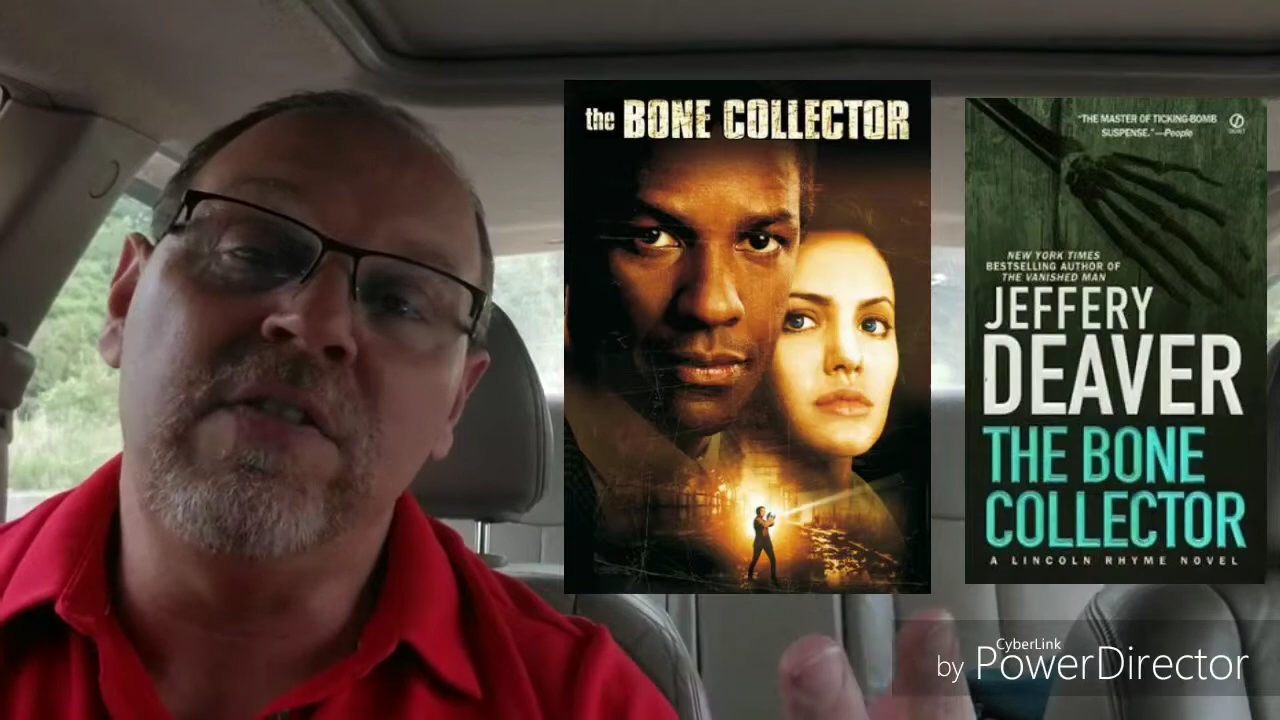 the BONE COLLECTOR
"THE MASTER OF TICKING-BOMB
SUSPENSE."—People
SIGNET
NEW YORK TIMES
BESTSELLING AUTHOR OF
THE VANISHED MAN
JEFFERY
DEAVER
THE BONE
COLLECTOR
A LINCOLN RHYME NOVEL
CyberLink
by PowerDirector